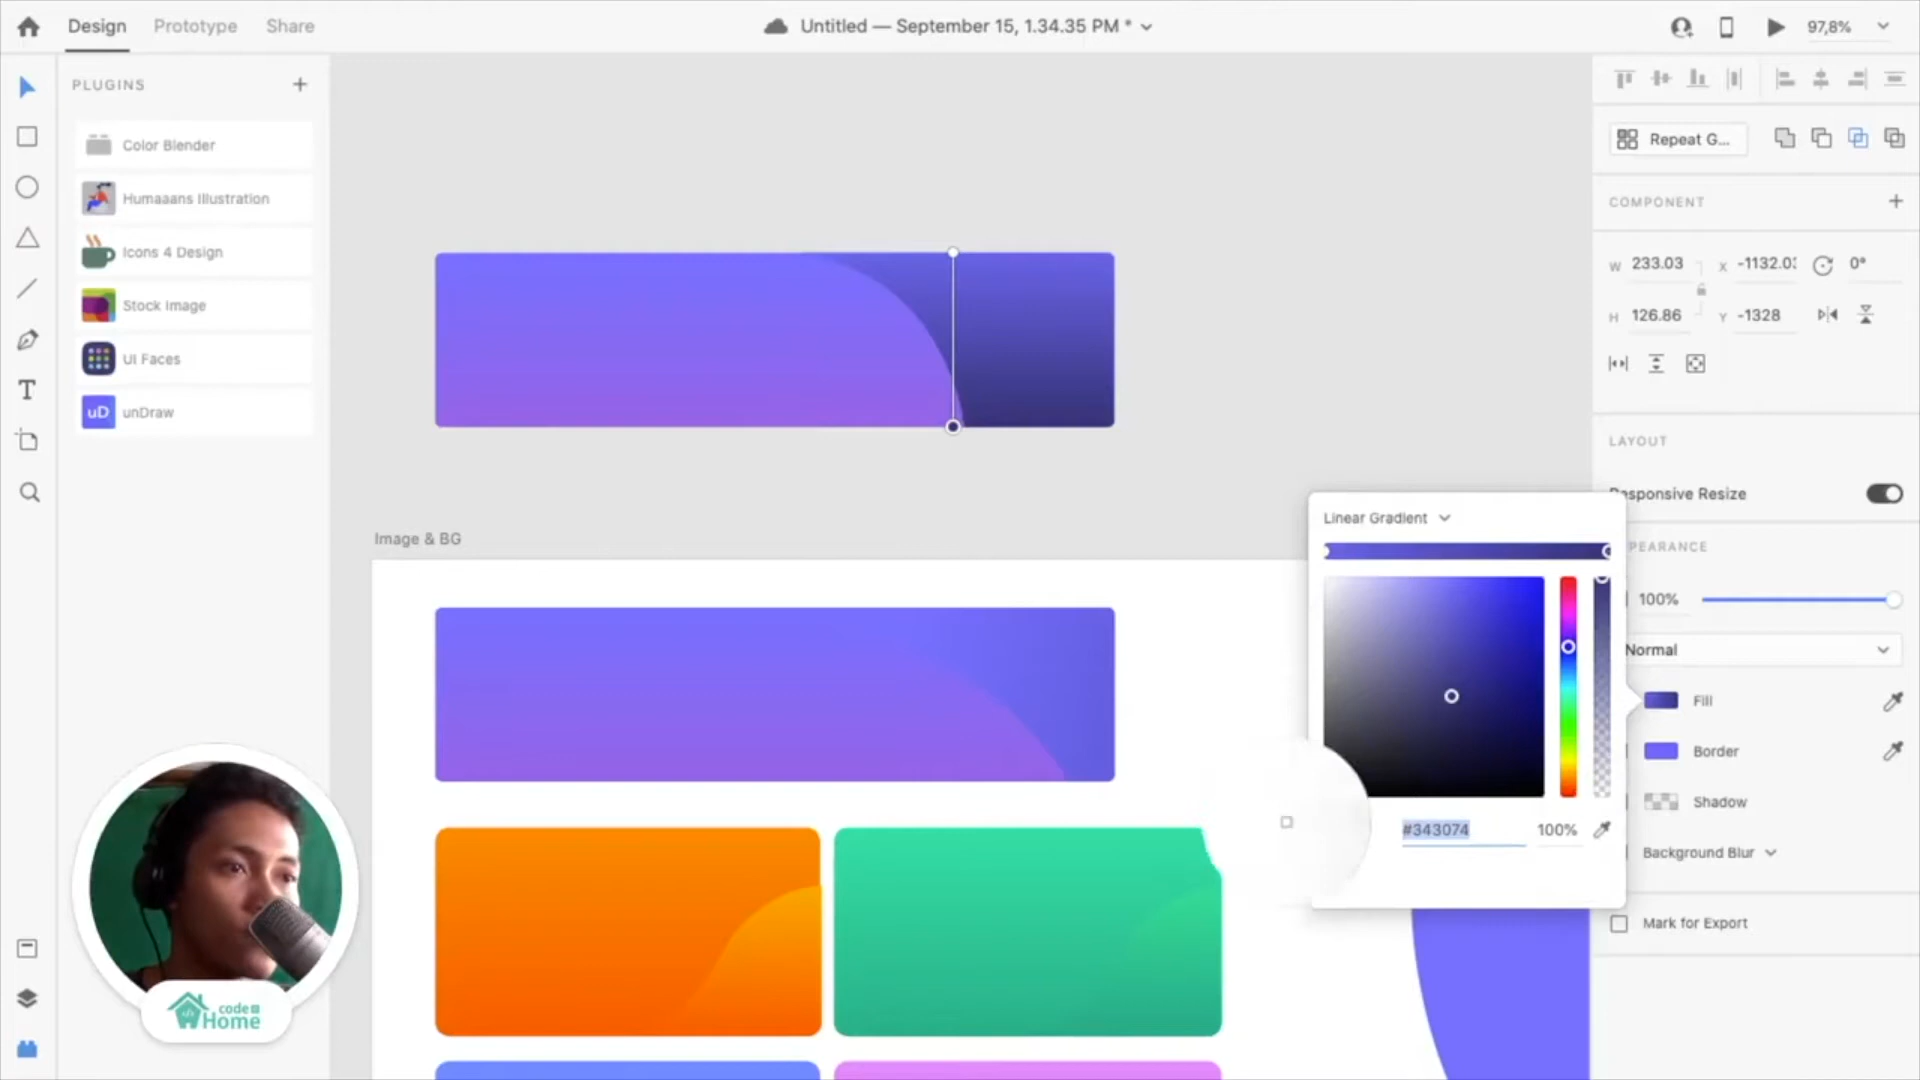 Design
Prototype
Share
Untitled — September 15, 1.34.35 PM *
97,8%
PLUGINS
Color Blender
Humaaans Illustration
Icons 4 Design
Stock Image
UI Faces
uD unDraw
Image & BG
Repeat G...
COMPONENT
W 233.03
X -1132.0
0°
H 126.86
Y -1328
LAYOUT
Responsive Resize
Linear Gradient
PEARANCE
100%
Normal
Fill
Border
Shadow
#343074
100%
Background Blur
Mark for Export
code
Home